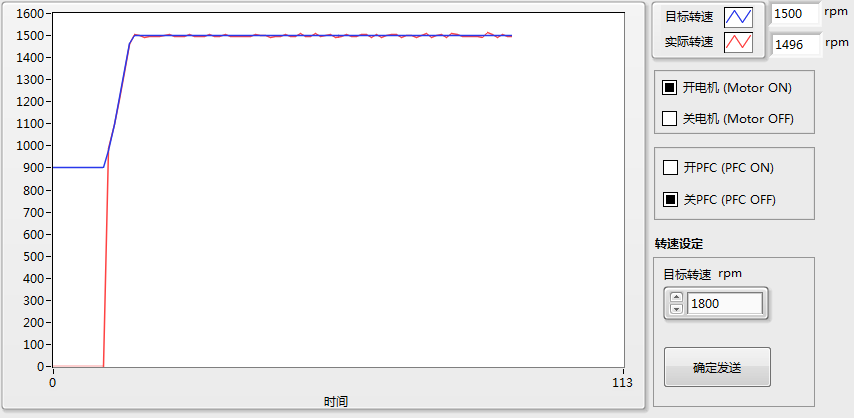 1600
1500
1400
1300
1200
1100
1000
900
800
700
600
500
400
300
200
100
0
0
113
时间
目标转速
1500
rpm
实际转速
1496
rpm
开电机 (Motor ON)
关电机 (Motor OFF)
开PFC (PFC ON)
关PFC (PFC OFF)
转速设定
目标转速 rpm
1800
确定发送